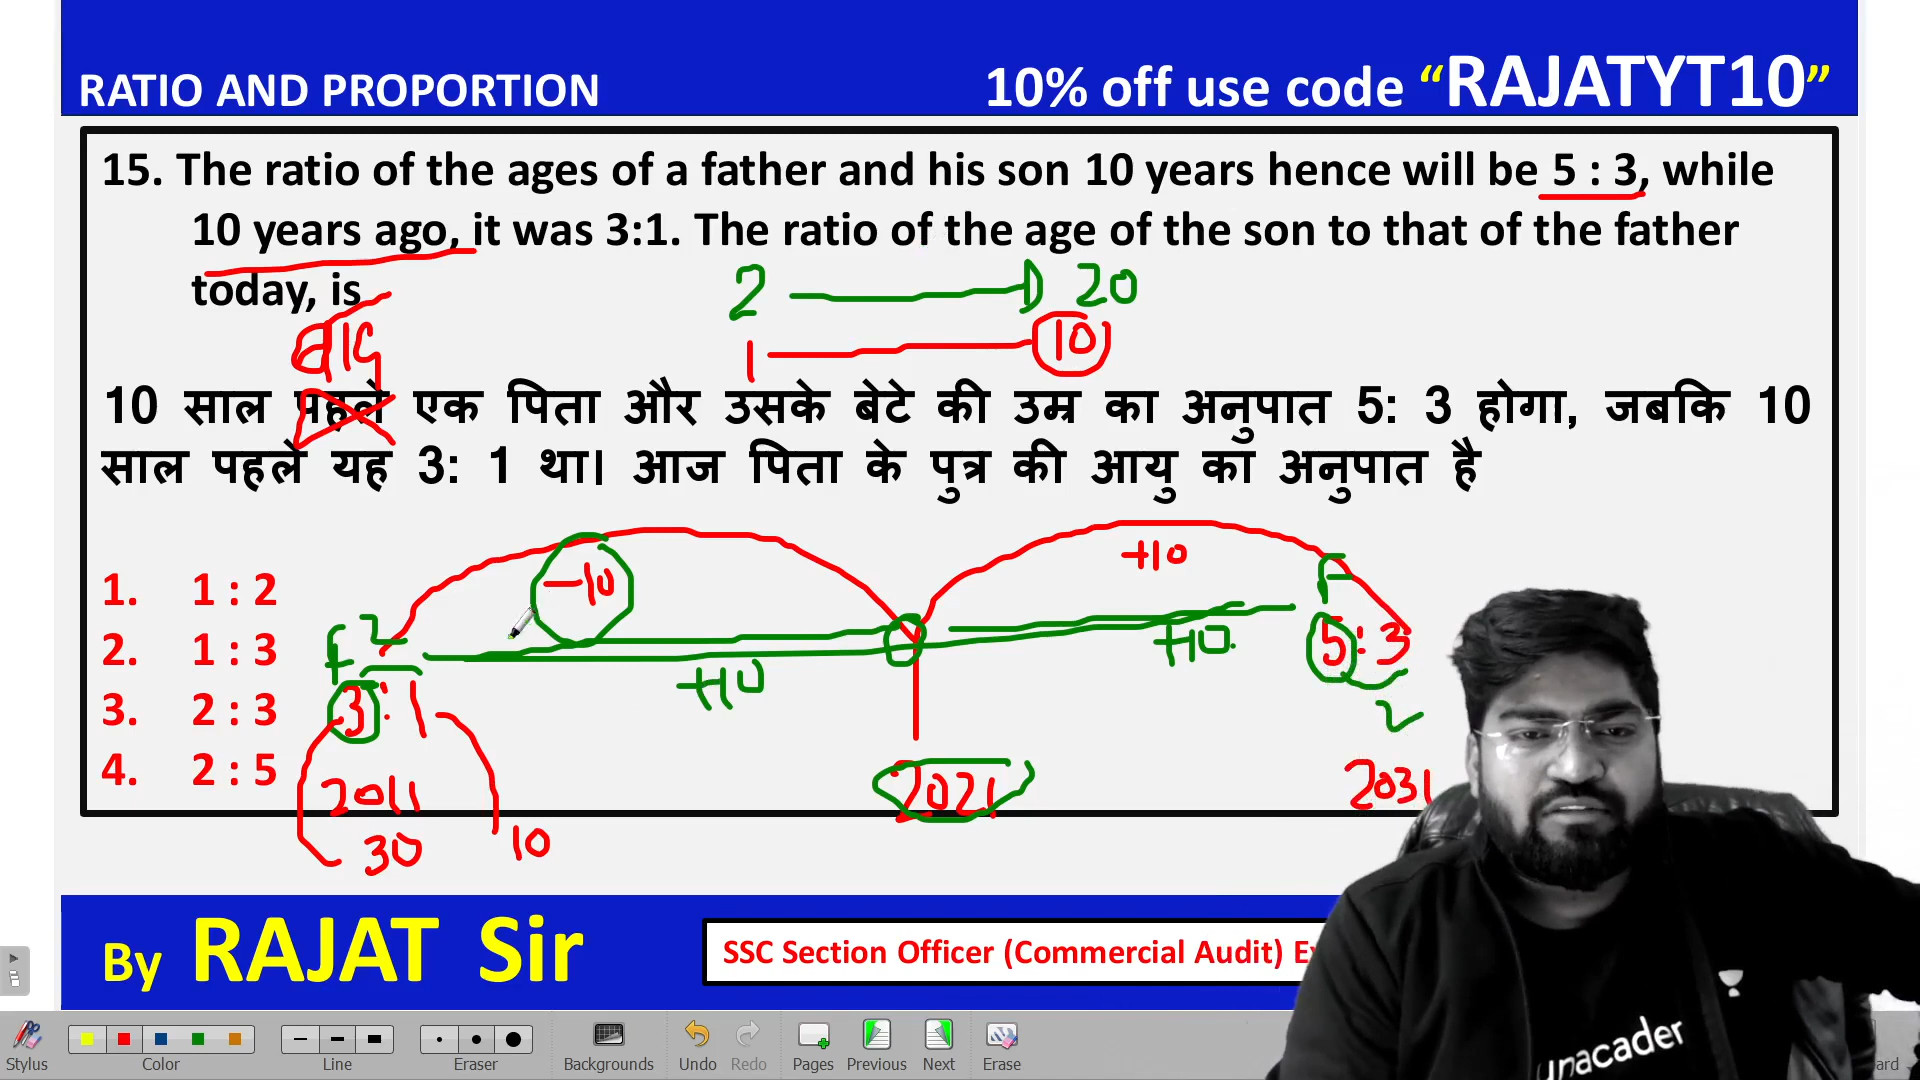 RATIO AND PROPORTION
10% off use code “RAJATYT10”
15. The ratio of the ages of a father and his son 10 years hence will be 5 : 3, while
10 years ago, it was 3:1. The ratio of the age of the son to that of the father
today, is
2 20
1 10
बाद
10 साल पहले एक पिता और उसके बेटे की उम्र का अनुपात 5: 3 होगा, जबकि 10
साल पहले यह 3: 1 था। आज पिता के पुत्र की आयु का अनुपात है
-10 +10
1. 1 : 2
2. 1 : 3
3. 2 : 3
4. 2 : 5
f 2
3:1
+10 +10
F
5:3
2
2011 2021 2031
30 10
By RAJAT Sir
SSC Section Officer (Commercial Audit)
unacader
Stylus Color Line Eraser Backgrounds Undo Redo Pages Previous Next Erase